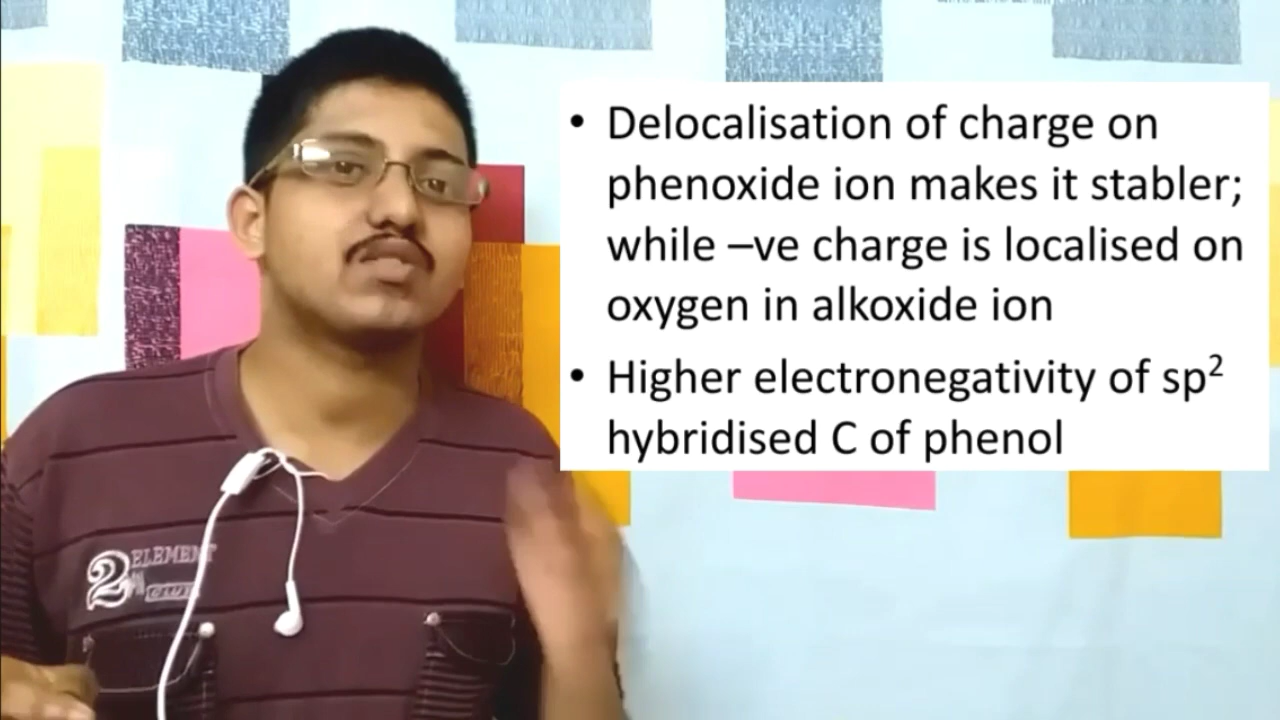 • Delocalisation of charge on
phenoxide ion makes it stabler;
while –ve charge is localised on
oxygen in alkoxide ion
• Higher electronegativity of sp²
hybridised C of phenol
2 ELEMENT